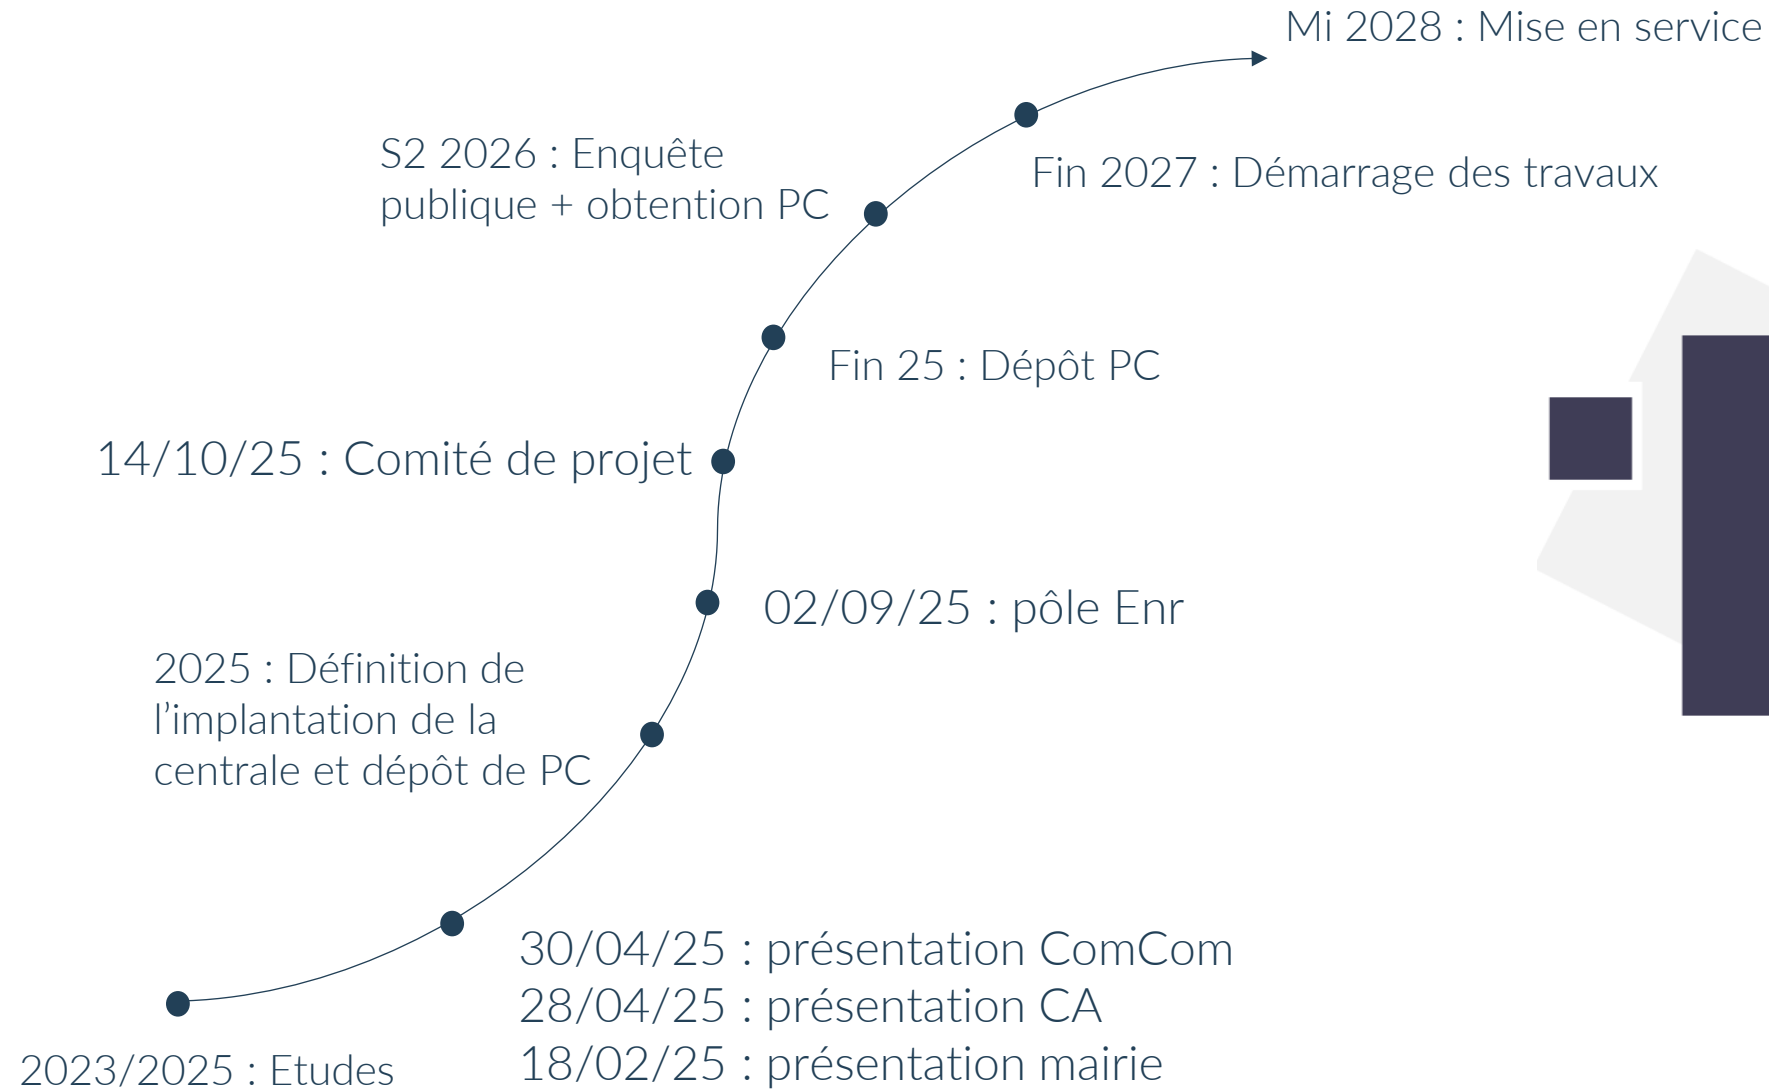 Mi 2028 : Mise en service
S2 2026 : Enquête
publique + obtention PC
Fin 2027 : Démarrage des travaux
Fin 25 : Dépôt PC
14/10/25 : Comité de projet
02/09/25 : pôle Enr
2025 : Définition de
l’implantation de la
centrale et dépôt de PC
30/04/25 : présentation ComCom
28/04/25 : présentation CA
18/02/25 : présentation mairie
2023/2025 : Etudes